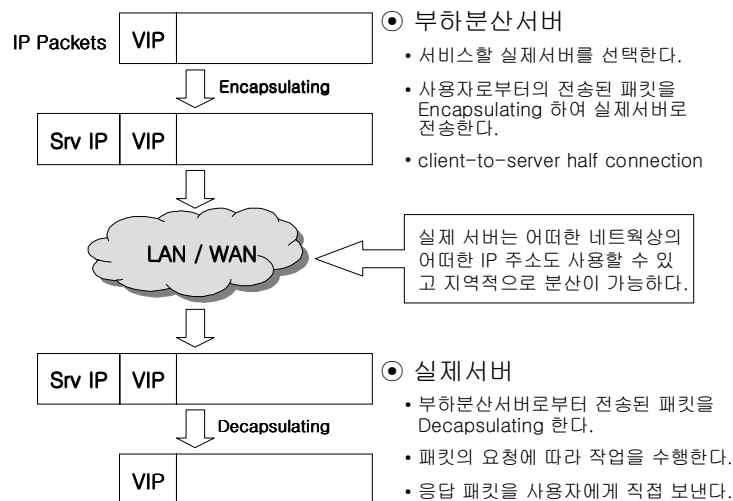 IP Packets
VIP
Encapsulating
Srv IP
VIP
LAN / WAN
Srv IP
VIP
Decapsulating
VIP
⊙ 부하분산서버
• 서비스할 실제서버를 선택한다.
• 사용자로부터의 전송된 패킷을
Encapsulating 하여 실제서버로
전송한다.
• client-to-server half connection
실제 서버는 어떠한 네트웍상의
어떠한 IP 주소도 사용할 수 있
고 지역적으로 분산이 가능하다.
⊙ 실제서버
• 부하분산서버로부터 전송된 패킷을
Decapsulating 한다.
• 패킷의 요청에 따라 작업을 수행한다.
• 응답 패킷을 사용자에게 직접 보낸다.